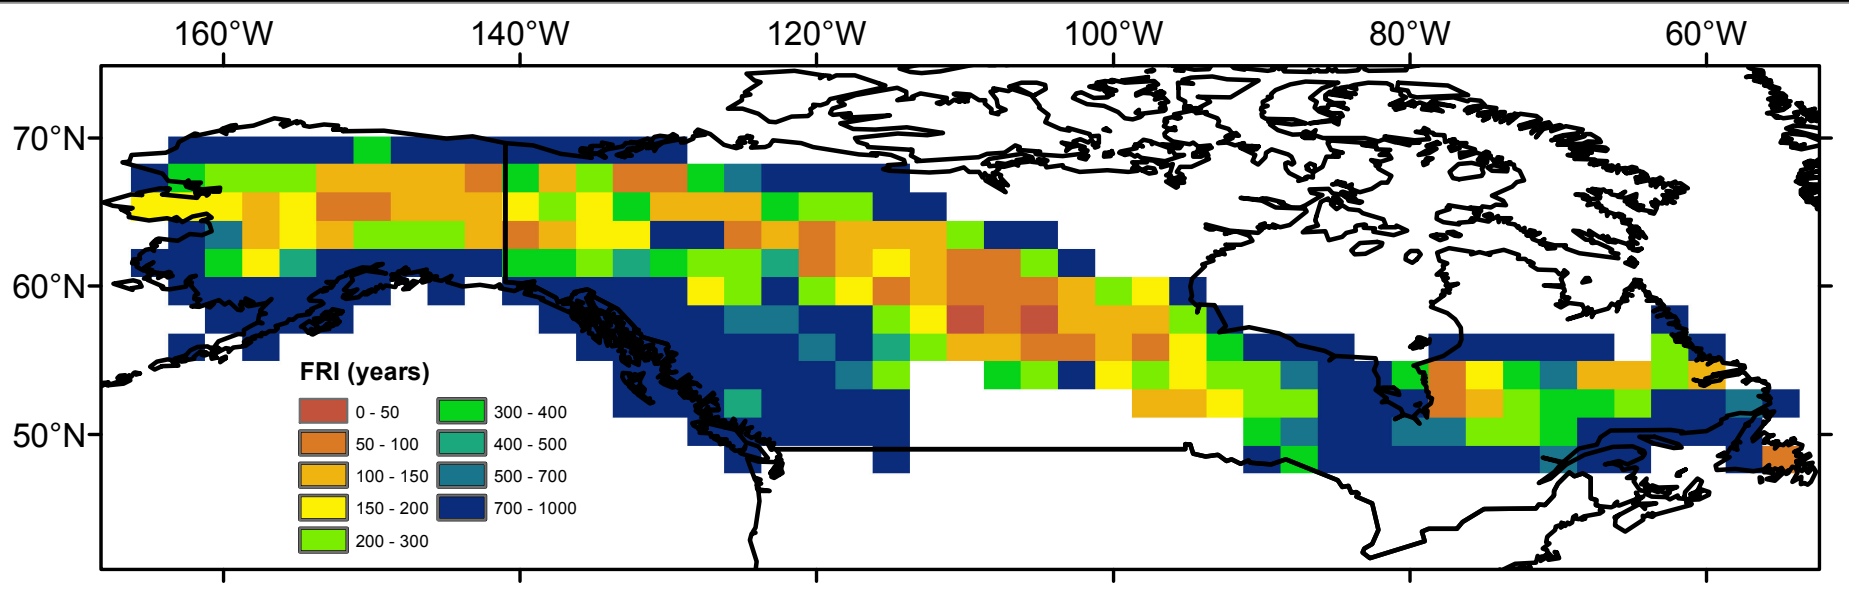 160°W 140°W 120°W 100°W 80°W 60°W
70°N
60°N
50°N
FRI (years)
0 - 50 300 - 400
50 - 100 400 - 500
100 - 150 500 - 700
150 - 200 700 - 1000
200 - 300